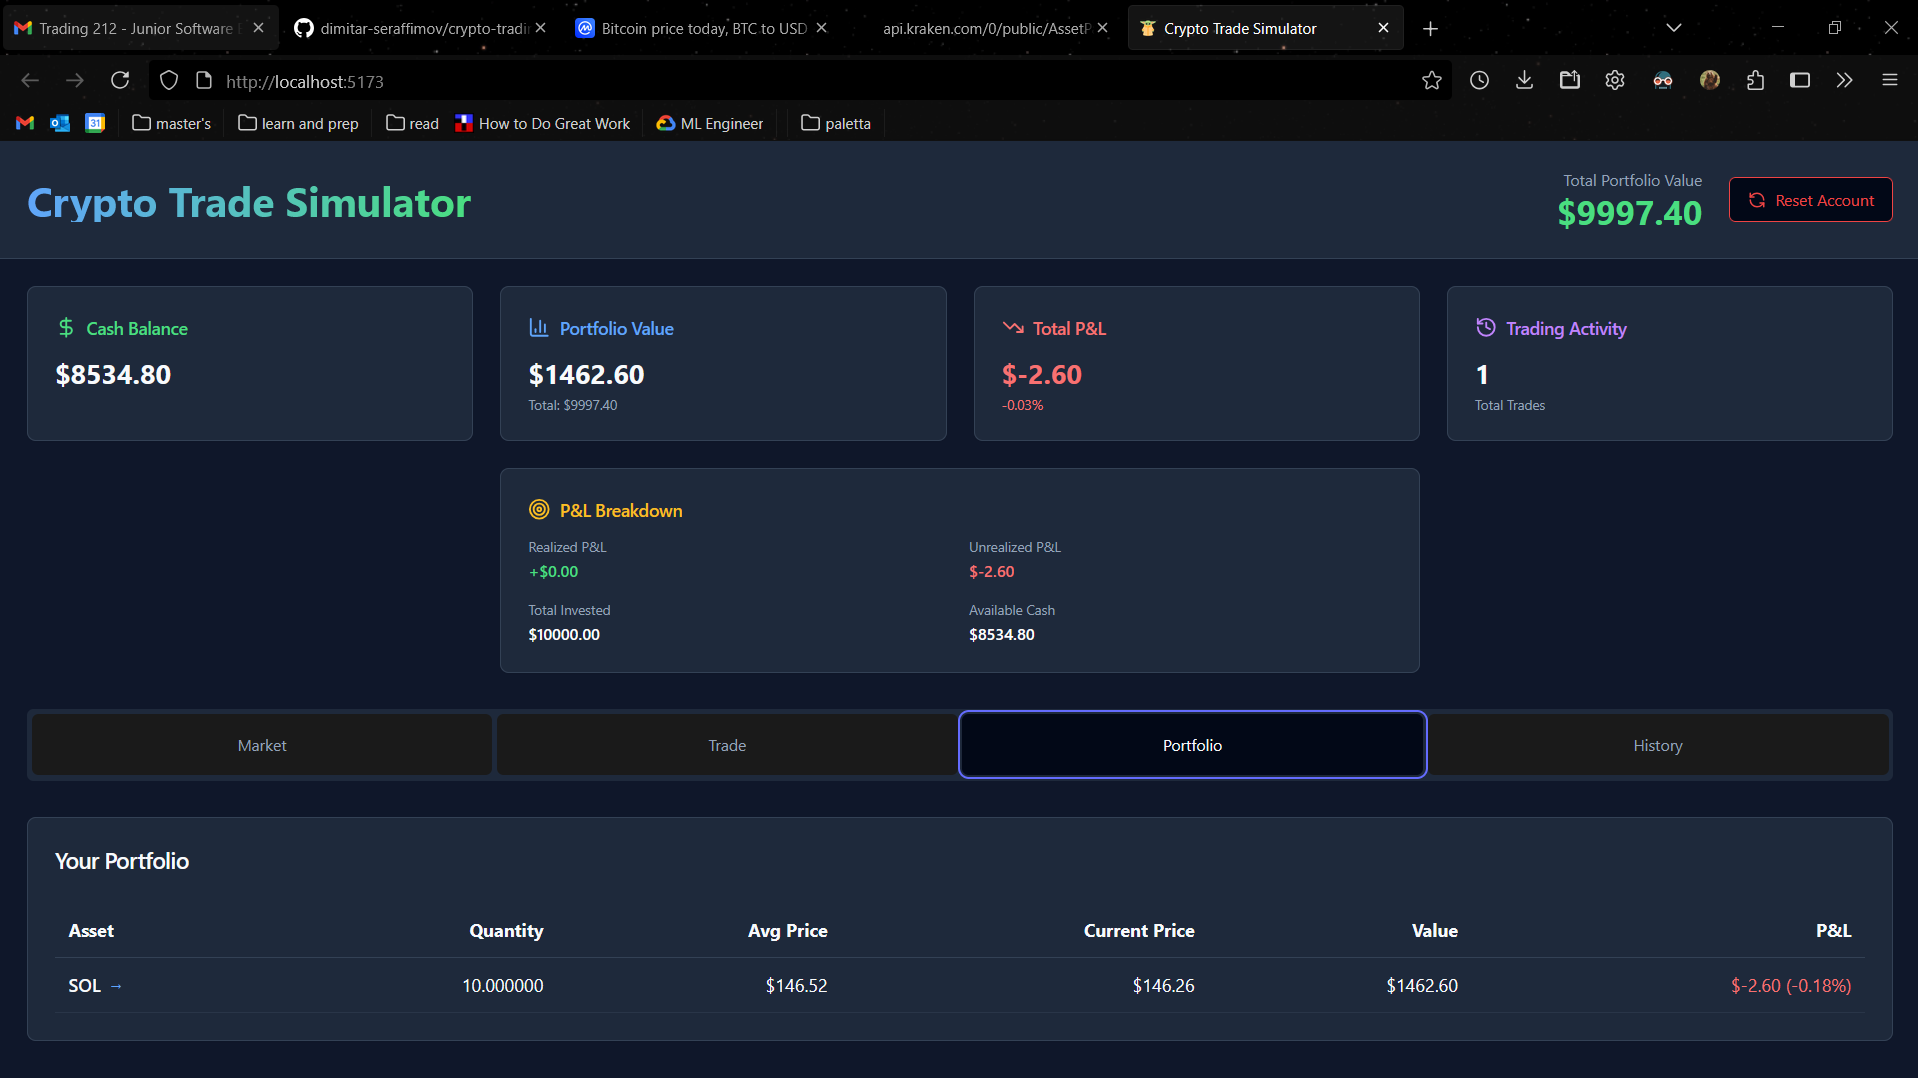 Trading 212 - Junior Software
dimitar-seraffimov/crypto-tradi
Bitcoin price today, BTC to USD
api.kraken.com/0/public/AssetP
Crypto Trade Simulator
http://localhost:5173
31
master's
learn and prep
read
How to Do Great Work
ML Engineer
paletta
Crypto Trade Simulator
Total Portfolio Value
$9997.40
Reset Account
Cash Balance
$8534.80
Portfolio Value
$1462.60
Total: $9997.40
Total P&L
$-2.60
-0.03%
Trading Activity
1
Total Trades
P&L Breakdown
Realized P&L
+$0.00
Unrealized P&L
$-2.60
Total Invested
$10000.00
Available Cash
$8534.80
Market
Trade
Portfolio
History
Your Portfolio
Asset Quantity Avg Price Current Price Value P&L
SOL → 10.000000 $146.52 $146.26 $1462.60 $-2.60 (-0.18%)